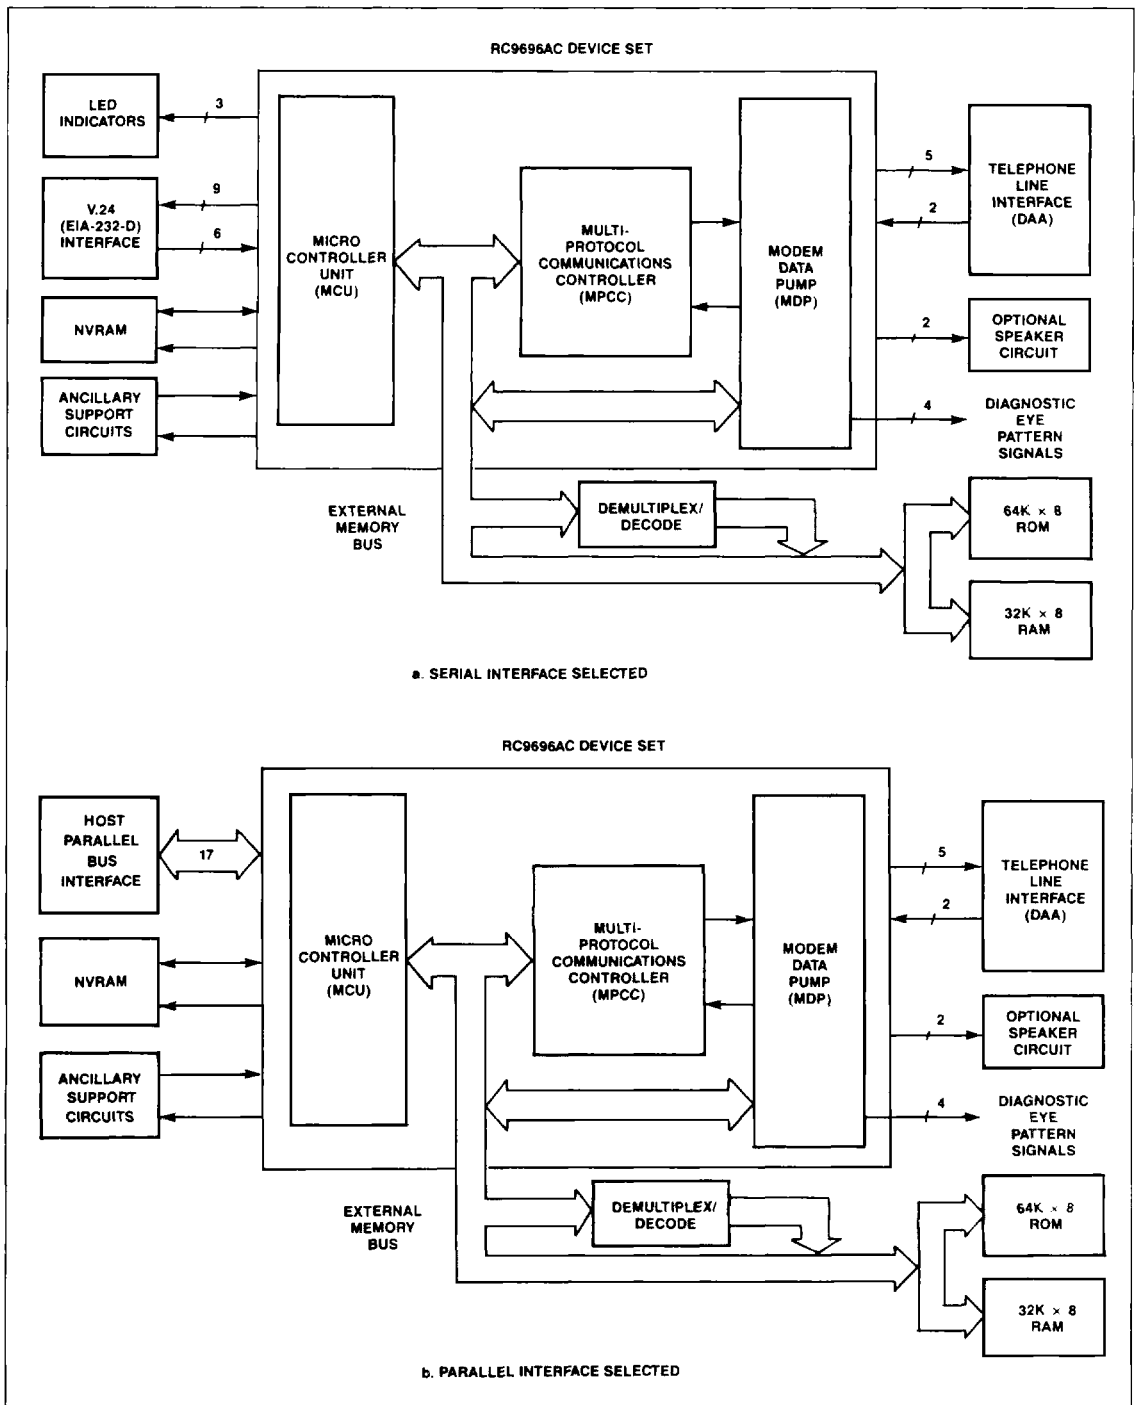 RC9696AC DEVICE SET
LED
INDICATORS
3
V.24
(EIA-232-D)
INTERFACE
9
6
NVRAM
ANCILLARY
SUPPORT
CIRCUITS
MICRO
CONTROLLER
UNIT
(MCU)
MULTI-
PROTOCOL
COMMUNICATIONS
CONTROLLER
(MPCC)
MODEM
DATA
PUMP
(MDP)
5
2
TELEPHONE
LINE
INTERFACE
(DAA)
2
OPTIONAL
SPEAKER
CIRCUIT
4
DIAGNOSTIC
EYE
PATTERN
SIGNALS
EXTERNAL
MEMORY
BUS
DEMULTIPLEX/
DECODE
64K × 8
ROM
32K × 8
RAM
a. SERIAL INTERFACE SELECTED
RC9696AC DEVICE SET
HOST
PARALLEL
BUS
INTERFACE
17
NVRAM
ANCILLARY
SUPPORT
CIRCUITS
MICRO
CONTROLLER
UNIT
(MCU)
MULTI-
PROTOCOL
COMMUNICATIONS
CONTROLLER
(MPCC)
MODEM
DATA
PUMP
(MDP)
5
2
TELEPHONE
LINE
INTERFACE
(DAA)
2
OPTIONAL
SPEAKER
CIRCUIT
4
DIAGNOSTIC
EYE
PATTERN
SIGNALS
EXTERNAL
MEMORY
BUS
DEMULTIPLEX/
DECODE
64K × 8
ROM
32K × 8
RAM
b. PARALLEL INTERFACE SELECTED